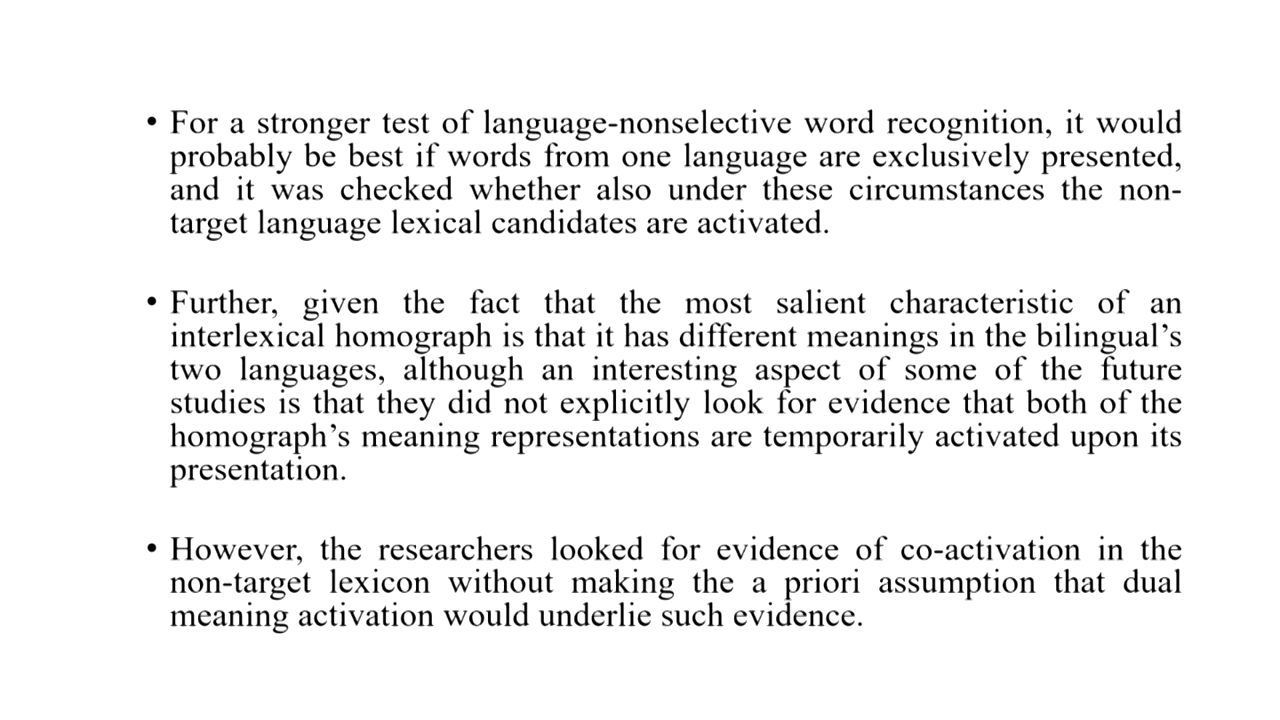 • For a stronger test of language-nonselective word recognition, it would
probably be best if words from one language are exclusively presented,
and it was checked whether also under these circumstances the non-
target language lexical candidates are activated.
• Further, given the fact that the most salient characteristic of an
interlexical homograph is that it has different meanings in the bilingual’s
two languages, although an interesting aspect of some of the future
studies is that they did not explicitly look for evidence that both of the
homograph’s meaning representations are temporarily activated upon its
presentation.
• However, the researchers looked for evidence of co-activation in the
non-target lexicon without making the a priori assumption that dual
meaning activation would underlie such evidence.